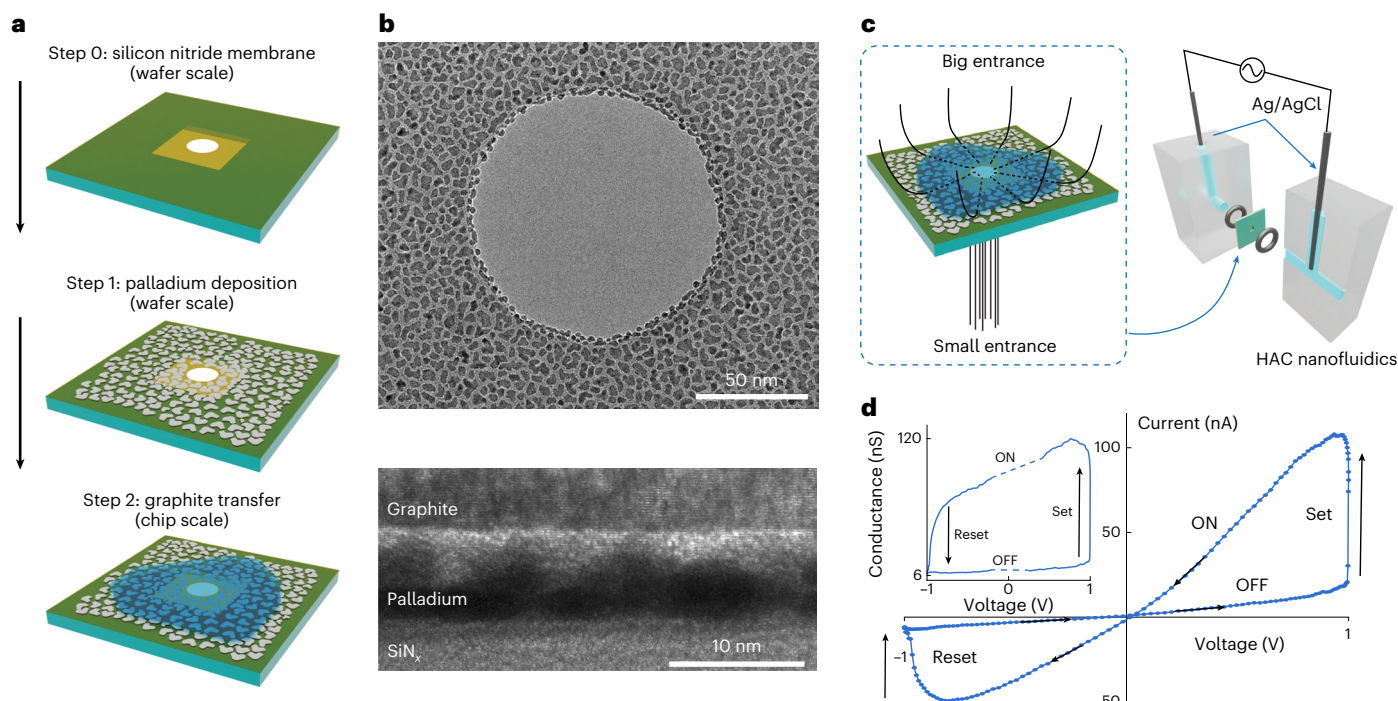 a
Step 0: silicon nitride membrane
(wafer scale)
Step 1: palladium deposition
(wafer scale)
Step 2: graphite transfer
(chip scale)
b
50 nm
Graphite
Palladium
SiNₓ
10 nm
c
Big entrance
Small entrance
Ag/AgCl
HAC nanofluidics
d
Conductance (nS)
120
6
ON
Reset
Set
OFF
−1
0
1
Voltage (V)
Current (nA)
100
50
ON
Set
OFF
Voltage (V)
1
−1
Reset
50